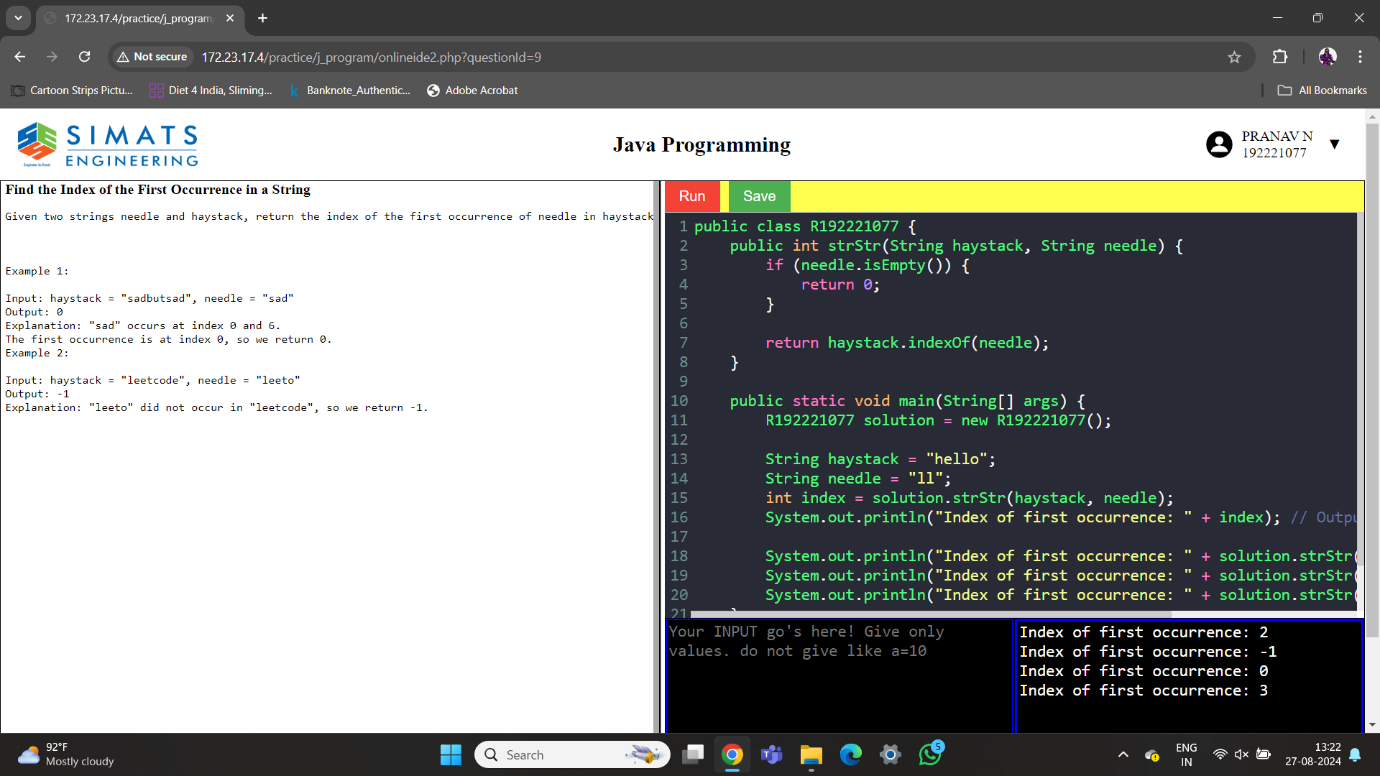 172.23.17.4/practice/j_program
Not secure
172.23.17.4/practice/j_program/onlineide2.php?questionId=9
Cartoon Strips Pictu...
Diet 4 India, Sliming...
Banknote_Authentic...
Adobe Acrobat
All Bookmarks
SIMATS
ENGINEERING
Java Programming
PRANAV N
192221077
Find the Index of the First Occurrence in a String
Given two strings needle and haystack, return the index of the first occurrence of needle in haystack
Example 1:
Input: haystack = "sadbutsad", needle = "sad"
Output: 0
Explanation: "sad" occurs at index 0 and 6.
The first occurrence is at index 0, so we return 0.
Example 2:
Input: haystack = "leetcode", needle = "leeto"
Output: -1
Explanation: "leeto" did not occur in "leetcode", so we return -1.
Run
Save
1 public class R192221077 {
2 public int strStr(String haystack, String needle) {
3 if (needle.isEmpty()) {
4 return 0;
5 }
6
7 return haystack.indexOf(needle);
8 }
9
10 public static void main(String[] args) {
11 R192221077 solution = new R192221077();
12
13 String haystack = "hello";
14 String needle = "ll";
15 int index = solution.strStr(haystack, needle);
16 System.out.println("Index of first occurrence: " + index); // Outpu
17
18 System.out.println("Index of first occurrence: " + solution.strStr(
19 System.out.println("Index of first occurrence: " + solution.strStr(
20 System.out.println("Index of first occurrence: " + solution.strStr(
21
Your INPUT go's here! Give only
values. do not give like a=10
Index of first occurrence: 2
Index of first occurrence: -1
Index of first occurrence: 0
Index of first occurrence: 3
92°F
Mostly cloudy
Search
5
ENG
IN
13:22
27-08-2024